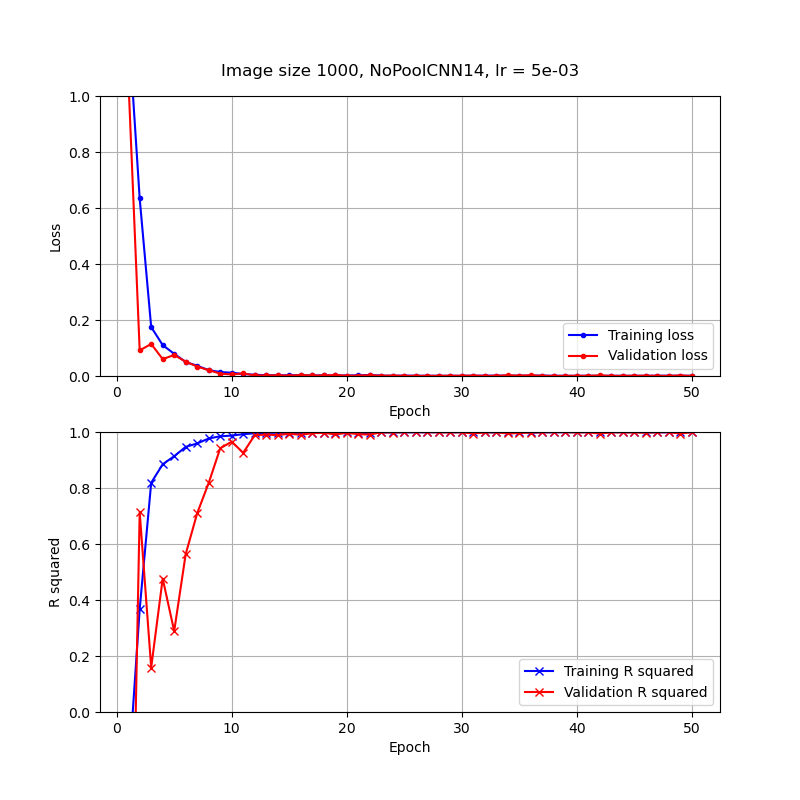 Image size 1000, NoPoolCNN14, lr = 5e-03
1.0
0.8
0.6
0.4
0.2
0.0
Loss
Training loss
Validation loss
0 10 20 30 40 50
Epoch
1.0
0.8
0.6
0.4
0.2
0.0
R squared
Training R squared
Validation R squared
0 10 20 30 40 50
Epoch